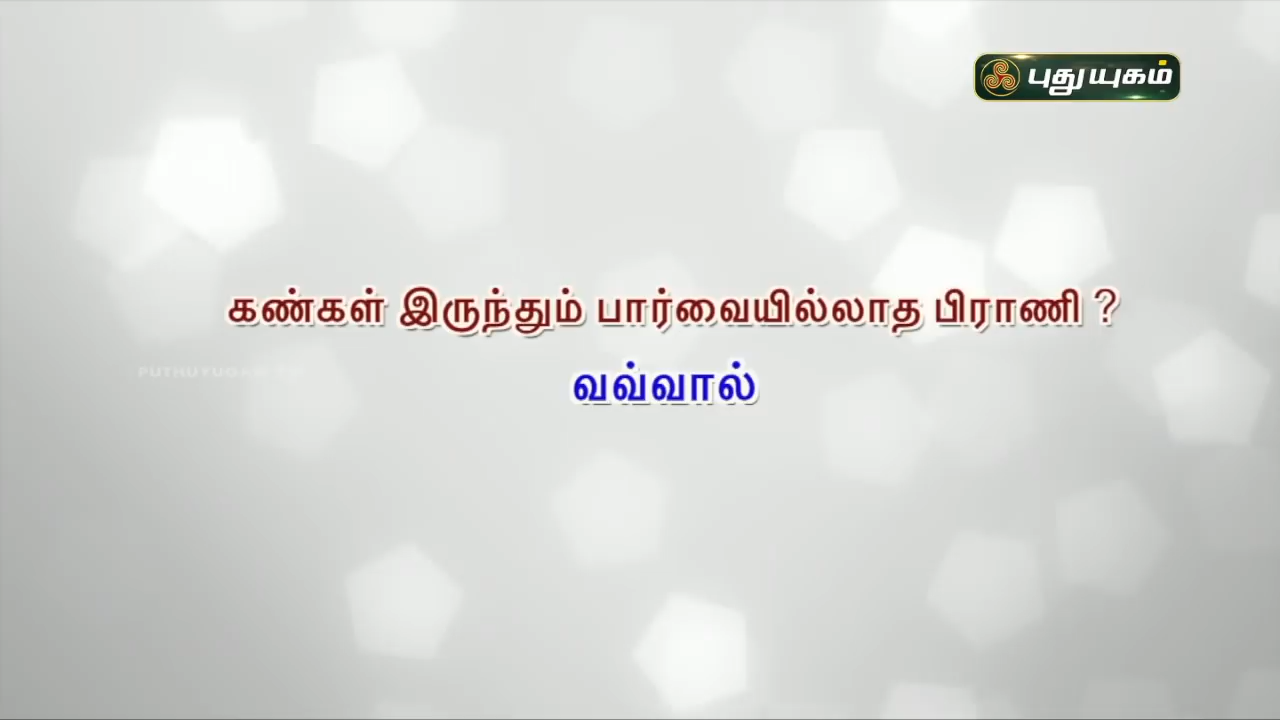 புதுயுகம்
கண்கள் இருந்தும் பார்வையில்லாத பிராணி ?
வவ்வால்